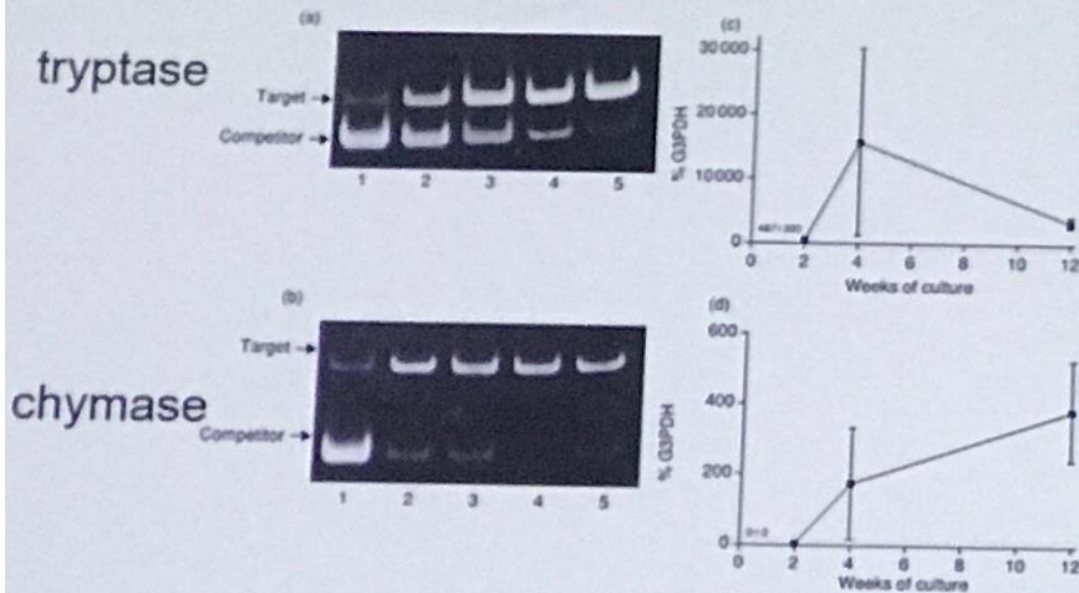 (a)
tryptase
Target
Competitor
1 2 3 4 5
(c)
30000
20000
10000
0
% G3PDH
0 2 4 6 8 10 12
Weeks of culture
(b)
chymase
Target
Competitor
1 2 3 4 5
(d)
600
400
200
0
% G3PDH
0 2 4 6 8 10 12
Weeks of culture